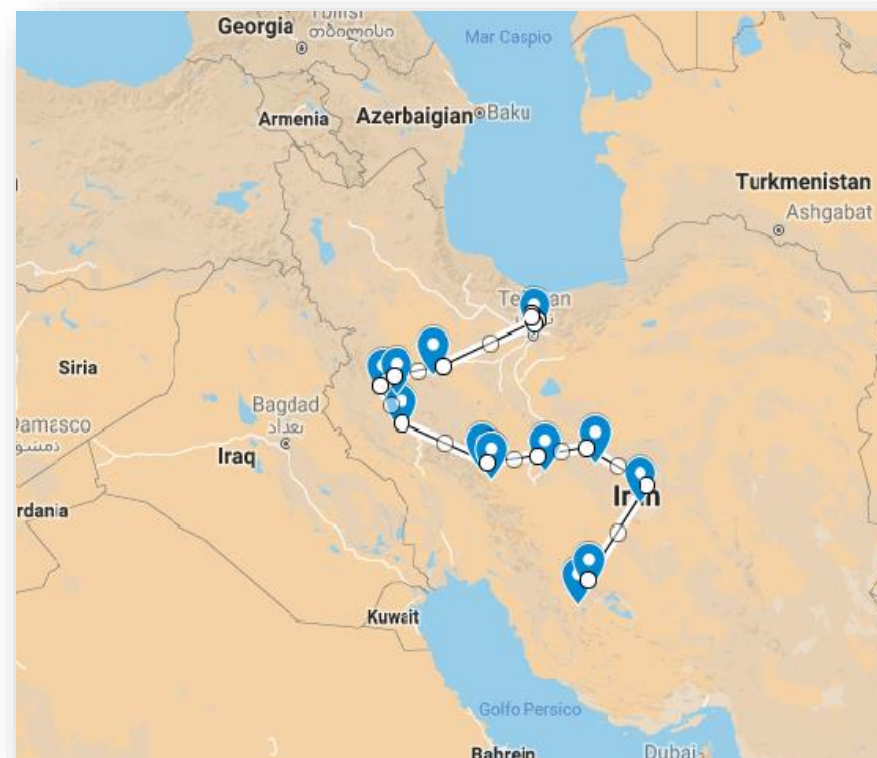 Tbilisi
Georgia
თბილისი
Mar Caspio
Armenia
Azerbaigian
Baku
Turkmenistan
Ashgabat
Siria
Bagdad
بغداد
Damasco
دمشق
Iraq
Iran
rdania
Kuwait
Golfo Persico
Bahrein
Dubai